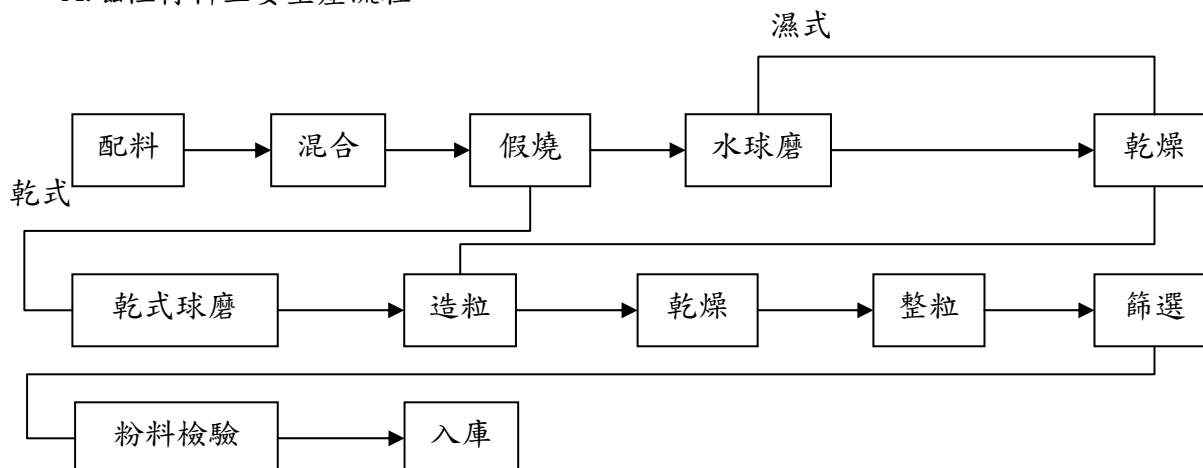 濕式
配料 混合 假燒 水球磨 乾燥
乾式
乾式球磨 造粒 乾燥 整粒 篩選
粉料檢驗 入庫